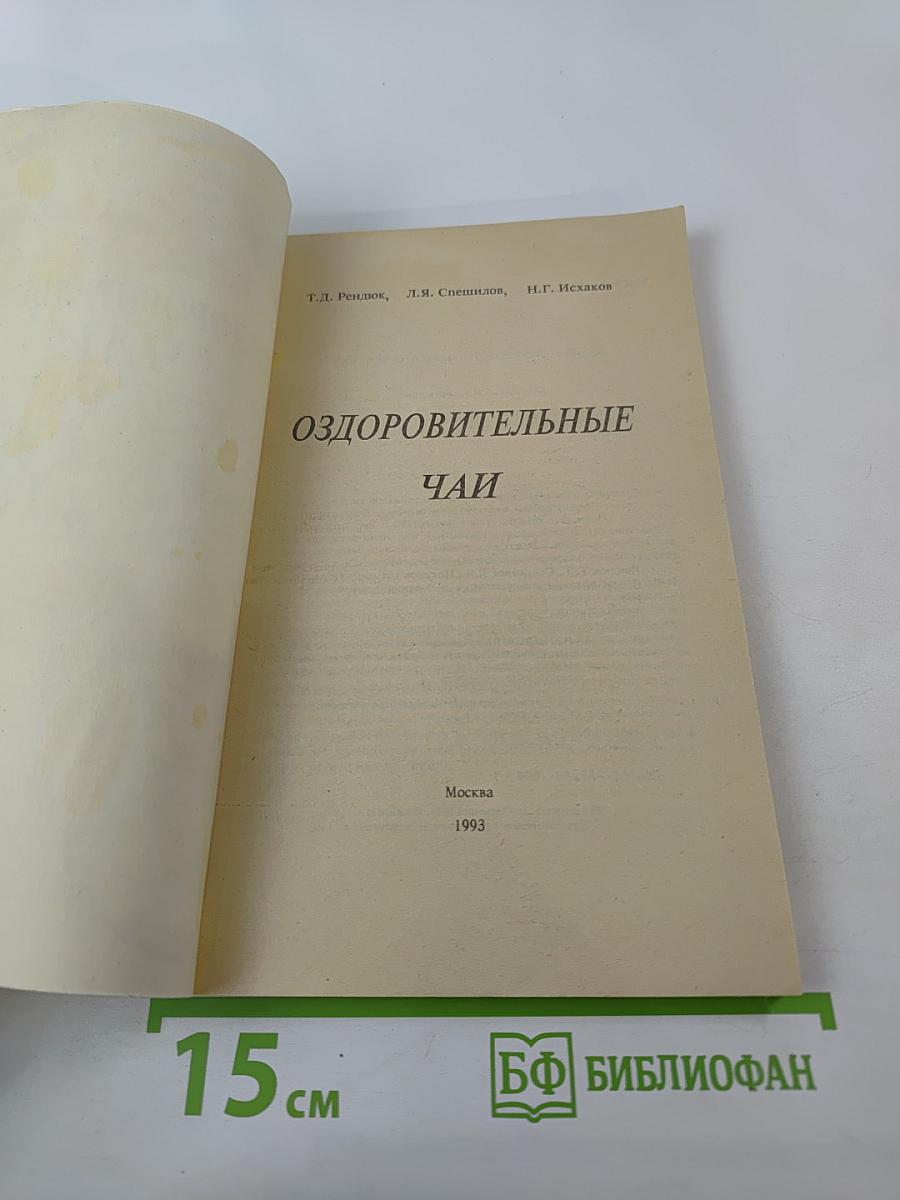 Т.Д. Рендюк, Л.Я. Спешилов, Н.Г. Исхаков
ОЗДОРОВИТЕЛЬНЫЕ
ЧАИ
Москва
1993
15 см
БФ БИБЛИОФАН